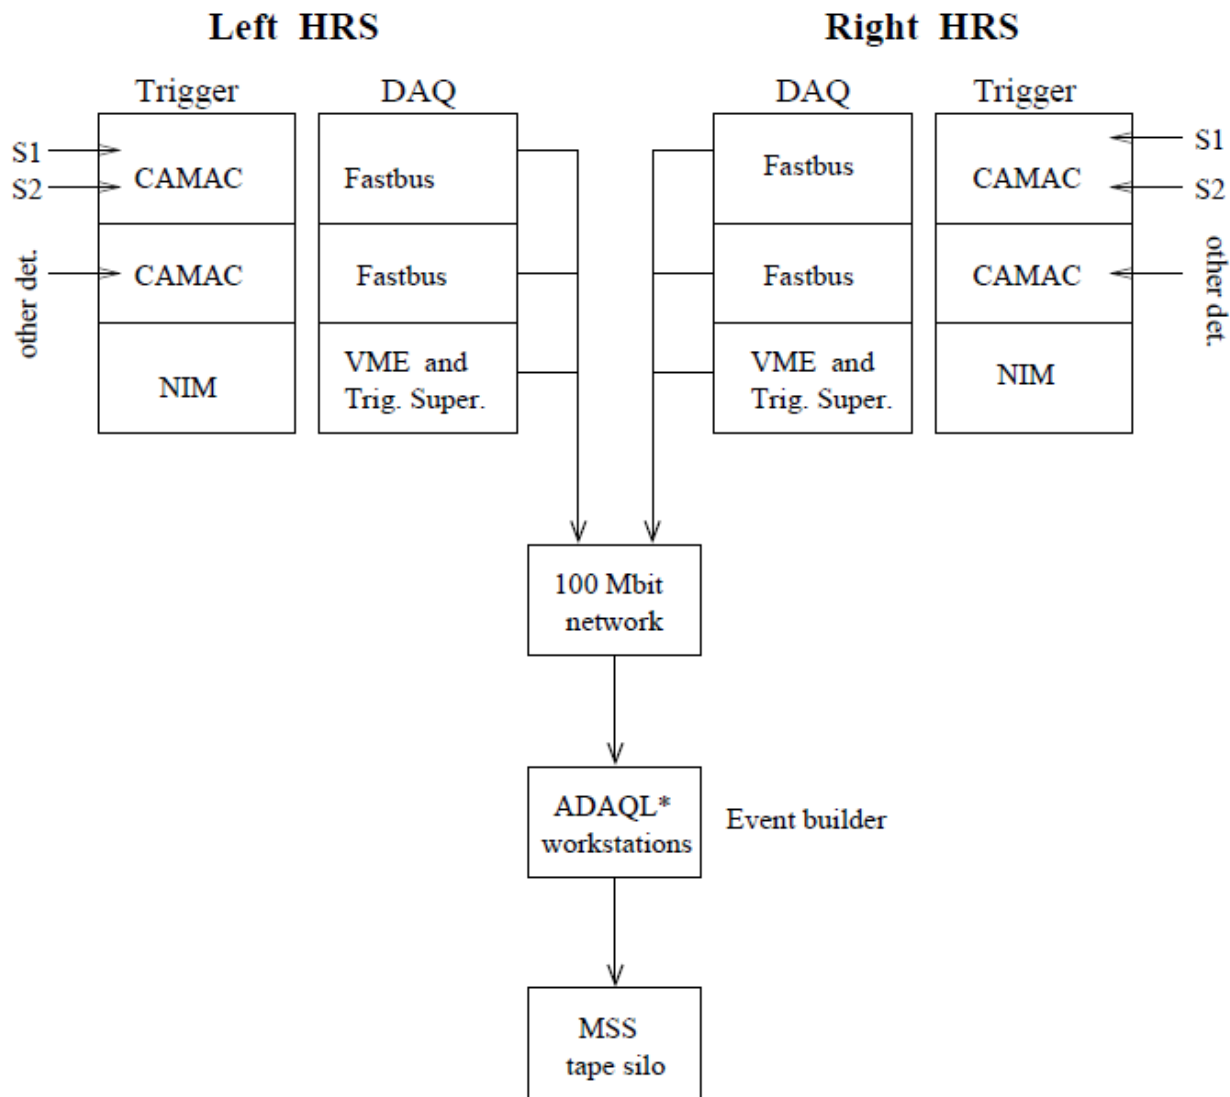 Left HRS
Right HRS
Trigger
DAQ
DAQ
Trigger
S1
S2
other det.
CAMAC
CAMAC
NIM
Fastbus
Fastbus
VME and
Trig. Super.
Fastbus
Fastbus
VME and
Trig. Super.
CAMAC
CAMAC
NIM
S1
S2
other det.
100 Mbit
network
ADAQL*
workstations
Event builder
MSS
tape silo